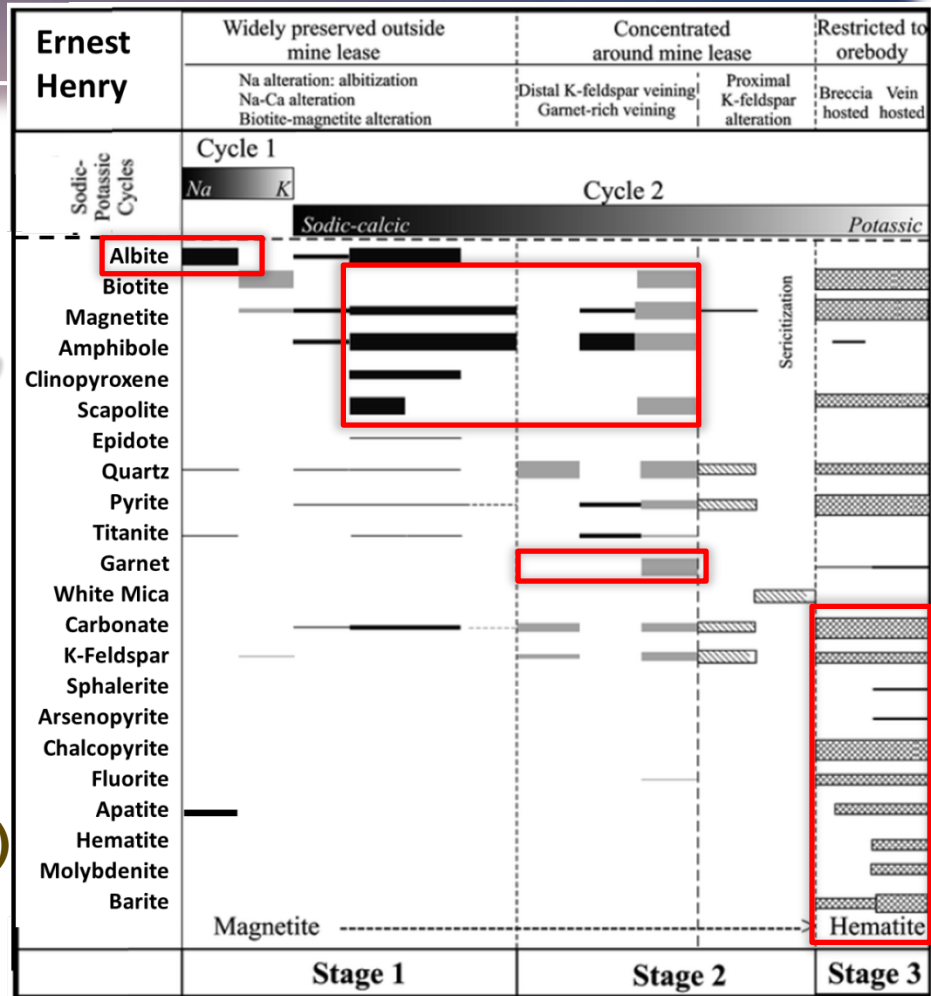 Ernest
Henry
Widely preserved outside
mine lease
Concentrated
around mine lease
Restricted to
orebody
Na alteration: albitization
Na-Ca alteration
Biotite-magnetite alteration
Distal K-feldspar veining
Garnet-rich veining
Proximal
K-feldspar
alteration
Breccia hosted
Vein hosted
Sodic-
Potassic
Cycles
Cycle 1
Na K
Cycle 2
Sodic-calcic Potassic
Albite
Biotite
Magnetite
Amphibole
Clinopyroxene
Scapolite
Epidote
Quartz
Pyrite
Titanite
Garnet
White Mica
Carbonate
K-Feldspar
Sphalerite
Arsenopyrite
Chalcopyrite
Fluorite
Apatite
Hematite
Molybdenite
Barite
Sericitization
Magnetite Hematite
Stage 1 Stage 2 Stage 3